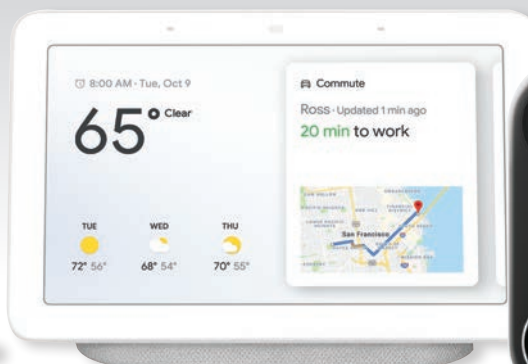 8:00 AM · Tue, Oct 9
65° Clear
TUE
WED
THU
72° 56°
68° 54°
70° 55°
Commute
Ross · Updated 1 min ago
20 min to work
San Francisco